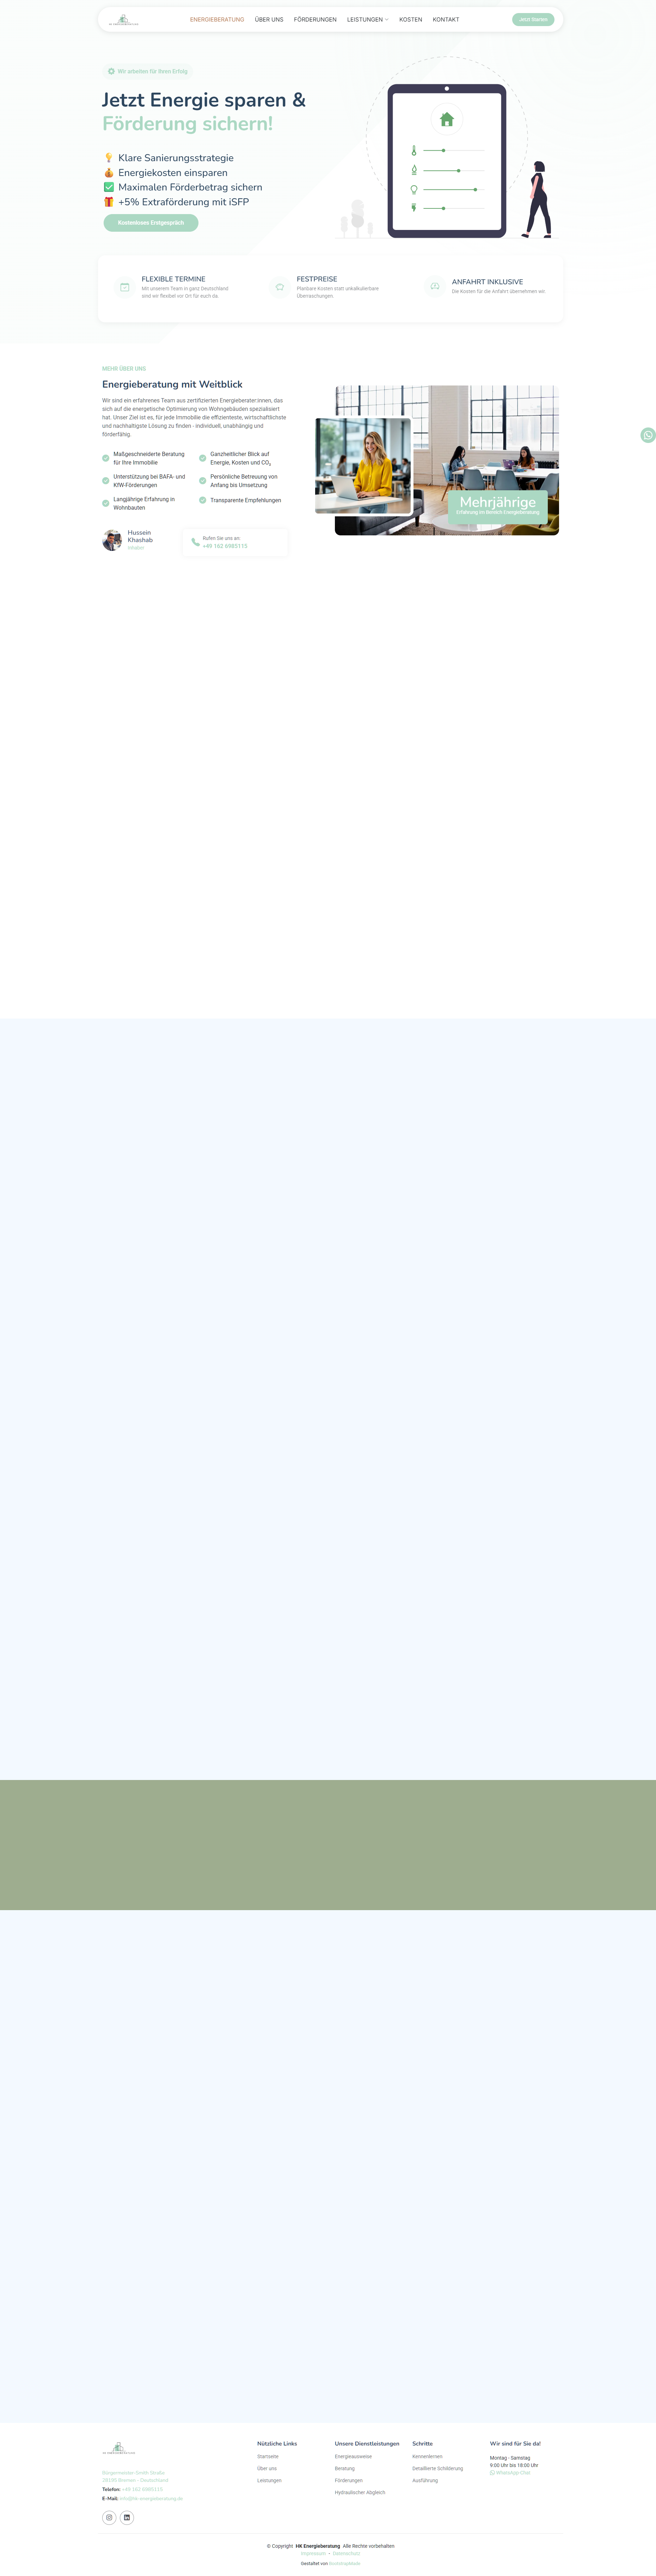 ENERGIEBERATUNG
ÜBER UNS
FÖRDERUNGEN
LEISTUNGEN
KOSTEN
KONTAKT
Jetzt Starten
Wir arbeiten für Ihren Erfolg
Jetzt Energie sparen &
Förderung sichern!
Klare Sanierungsstrategie
Energiekosten einsparen
Maximalen Förderbetrag sichern
+5% Extraförderung mit iSFP
Kostenloses Erstgespräch
FLEXIBLE TERMINE
Mit unserem Team in ganz Deutschland
sind wir flexibel vor Ort für euch da.
FESTPREISE
Planbare Kosten statt unkalkulierbare
Überraschungen.
ANFAHRT INKLUSIVE
Die Kosten für die Anfahrt übernehmen wir.
MEHR ÜBER UNS
Energieberatung mit Weitblick
Wir sind ein erfahrenes Team aus zertifizierten Energieberater:innen, das
sich auf die energetische Optimierung von Wohngebäuden spezialisiert
hat. Unser Ziel ist es, für jede Immobilie die effizienteste, wirtschaftlichste
und nachhaltigste Lösung zu finden - individuell, unabhängig und
förderfähig.
Maßgeschneiderte Beratung
für Ihre Immobilie
Unterstützung bei BAFA- und
KfW-Förderungen
Langjährige Erfahrung in
Wohnbauten
Ganzheitlicher Blick auf
Energie, Kosten und CO₂
Persönliche Betreuung von
Anfang bis Umsetzung
Transparente Empfehlungen
Hussein
Khashab
Inhaber
Rufen Sie uns an:
+49 162 6985115
Mehrjährige
Erfahrung im Bereich Energieberatung
Bürgermeister-Smidt Straße
28195 Bremen - Deutschland
Telefon: +49 162 6985115
E-Mail: info@hk-energieberatung.de
Nützliche Links
Startseite
Über uns
Leistungen
Unsere Dienstleistungen
Energieausweise
Beratung
Förderungen
Hydraulischer Abgleich
Schritte
Kennenlernen
Detaillierte Schilderung
Ausführung
Wir sind für Sie da!
Montag - Samstag
9:00 Uhr bis 18:00 Uhr
WhatsApp Chat
© Copyright HK Energieberatung Alle Rechte vorbehalten
Impressum • Datenschutz
Gestaltet von BootstrapMade